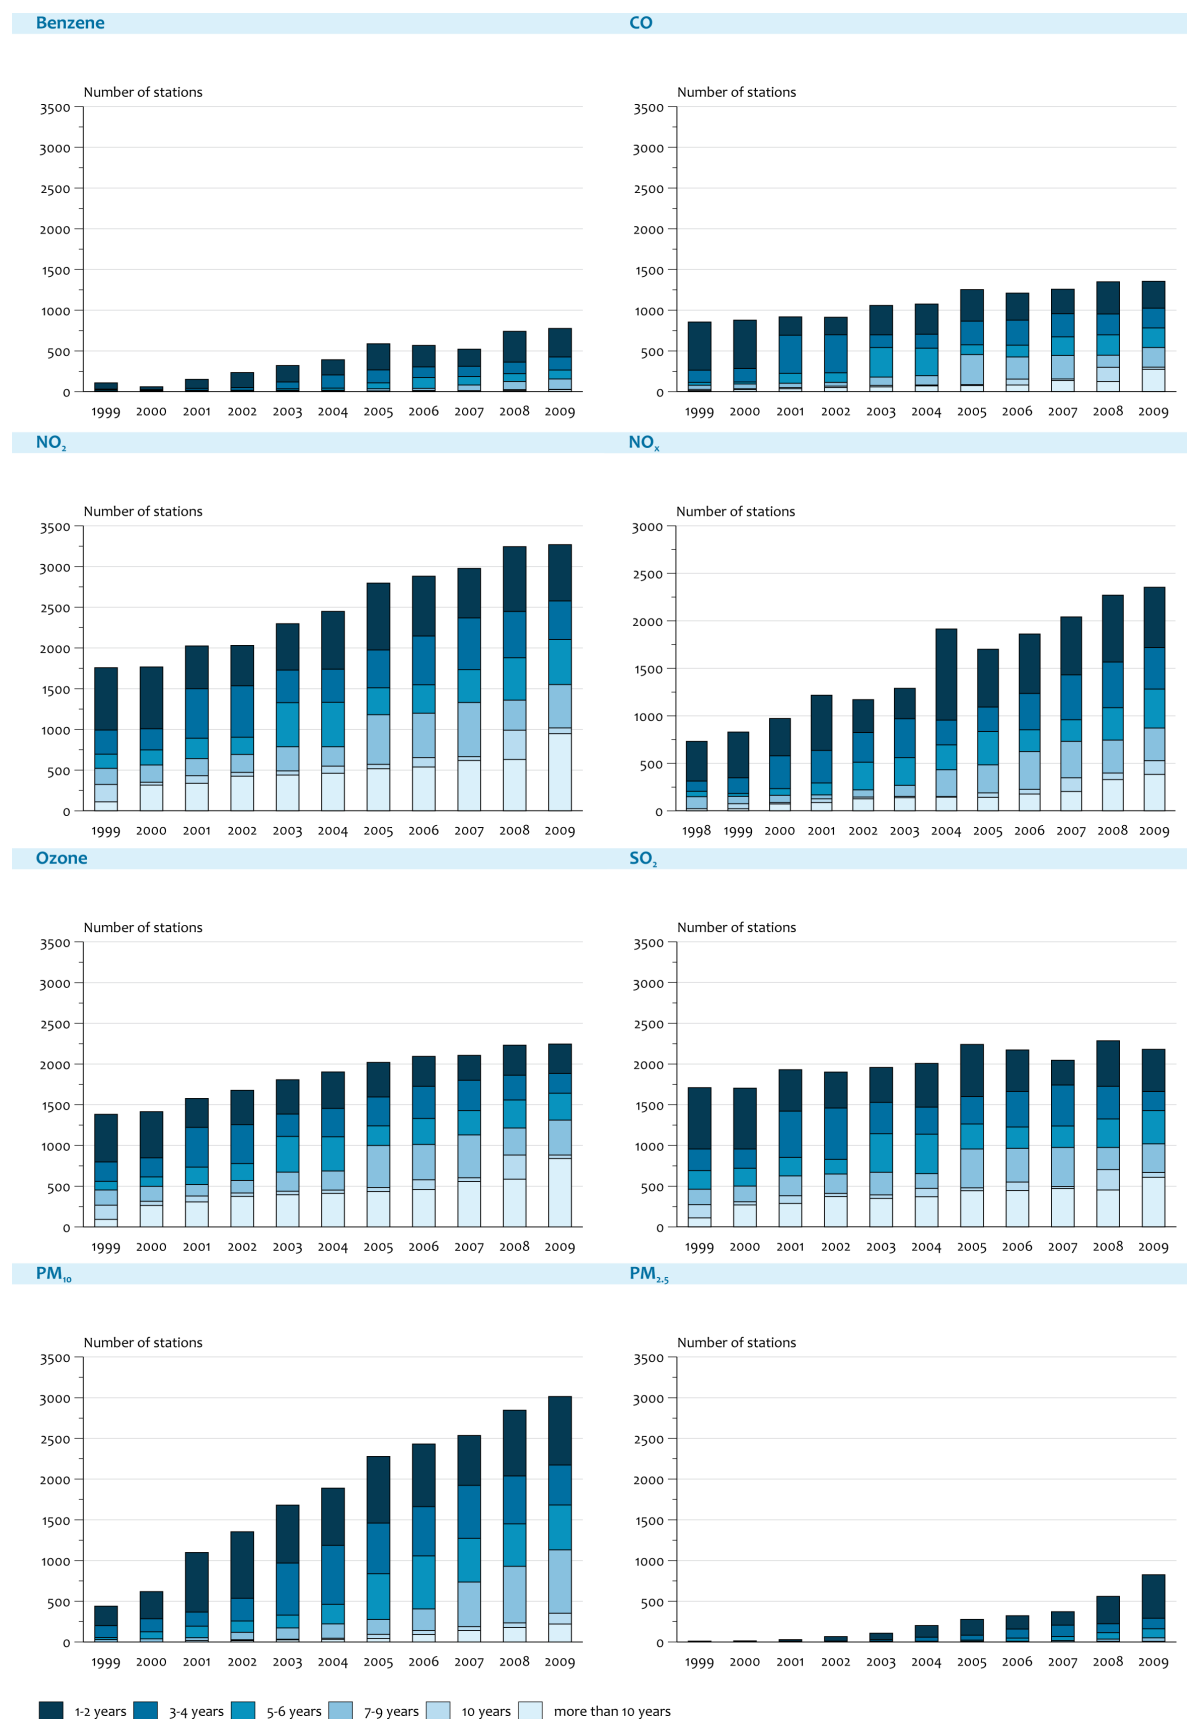 Benzene CO
Number of stations Number of stations
3500 3500
3000 3000
2500 2500
2000 2000
1500 1500
1000 1000
500 500
0 0
1999 2000 2001 2002 2003 2004 2005 2006 2007 2008 2009 1999 2000 2001 2002 2003 2004 2005 2006 2007 2008 2009
NO₂ NOₓ
Number of stations Number of stations
3500 3000
3000 2500
2500 2000
2000 1500
1500 1000
1000 500
500 0
0
1999 2000 2001 2002 2003 2004 2005 2006 2007 2008 2009 1998 1999 2000 2001 2002 2003 2004 2005 2006 2007 2008 2009
Ozone SO₂
Number of stations Number of stations
3500 3500
3000 3000
2500 2500
2000 2000
1500 1500
1000 1000
500 500
0 0
1999 2000 2001 2002 2003 2004 2005 2006 2007 2008 2009 1999 2000 2001 2002 2003 2004 2005 2006 2007 2008 2009
PM₁₀ PM₂.₅
Number of stations Number of stations
3500 3500
3000 3000
2500 2500
2000 2000
1500 1500
1000 1000
500 500
0 0
1999 2000 2001 2002 2003 2004 2005 2006 2007 2008 2009 1999 2000 2001 2002 2003 2004 2005 2006 2007 2008 2009
1-2 years 3-4 years 5-6 years 7-9 years 10 years more than 10 years